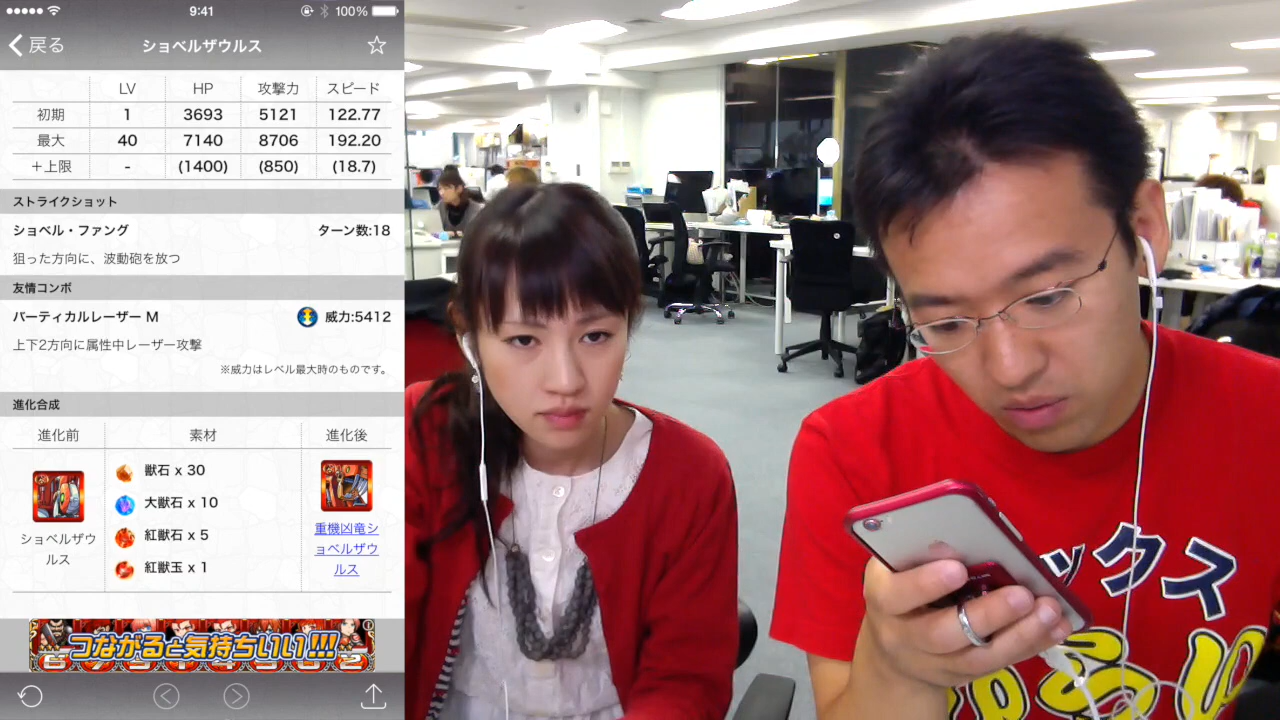 9:41
100%
戻る
ショベルザウルス
LV HP 攻撃力 スピード
初期 1 3693 5121 122.77
最大 40 7140 8706 192.20
＋上限 - (1400) (850) (18.7)
ストライクショット
ショベル・ファング ターン数:18
狙った方向に、波動砲を放つ
友情コンボ
バーティカルレーザー M 威力:5412
上下2方向に属性中レーザー攻撃
※威力はレベル最大時のものです。
進化合成
進化前 素材 進化後
獣石 x 30
大獣石 x 10
紅獣石 x 5
紅獣玉 x 1
ショベルザウ
ルス
重機凶竜シ
ョベルザウ
ルス
つながると気持ちいい!!!
ックス